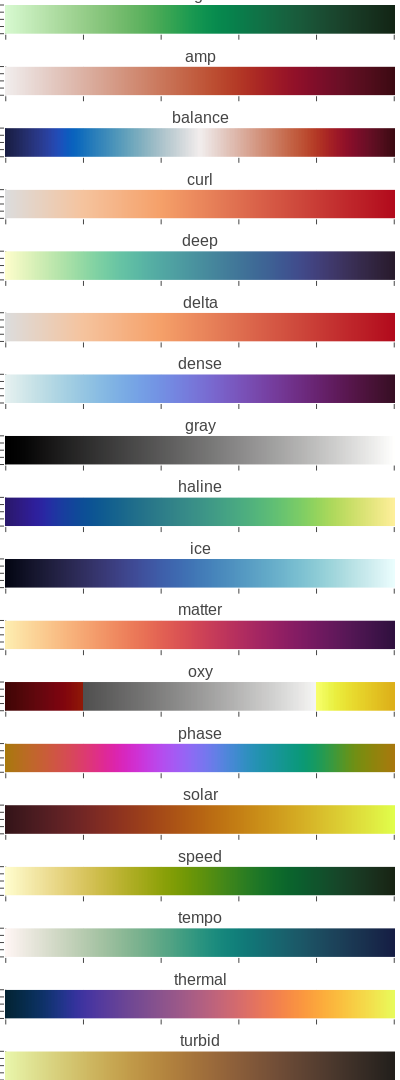 amp
balance
curl
deep
delta
dense
gray
haline
ice
matter
oxy
phase
solar
speed
tempo
thermal
turbid